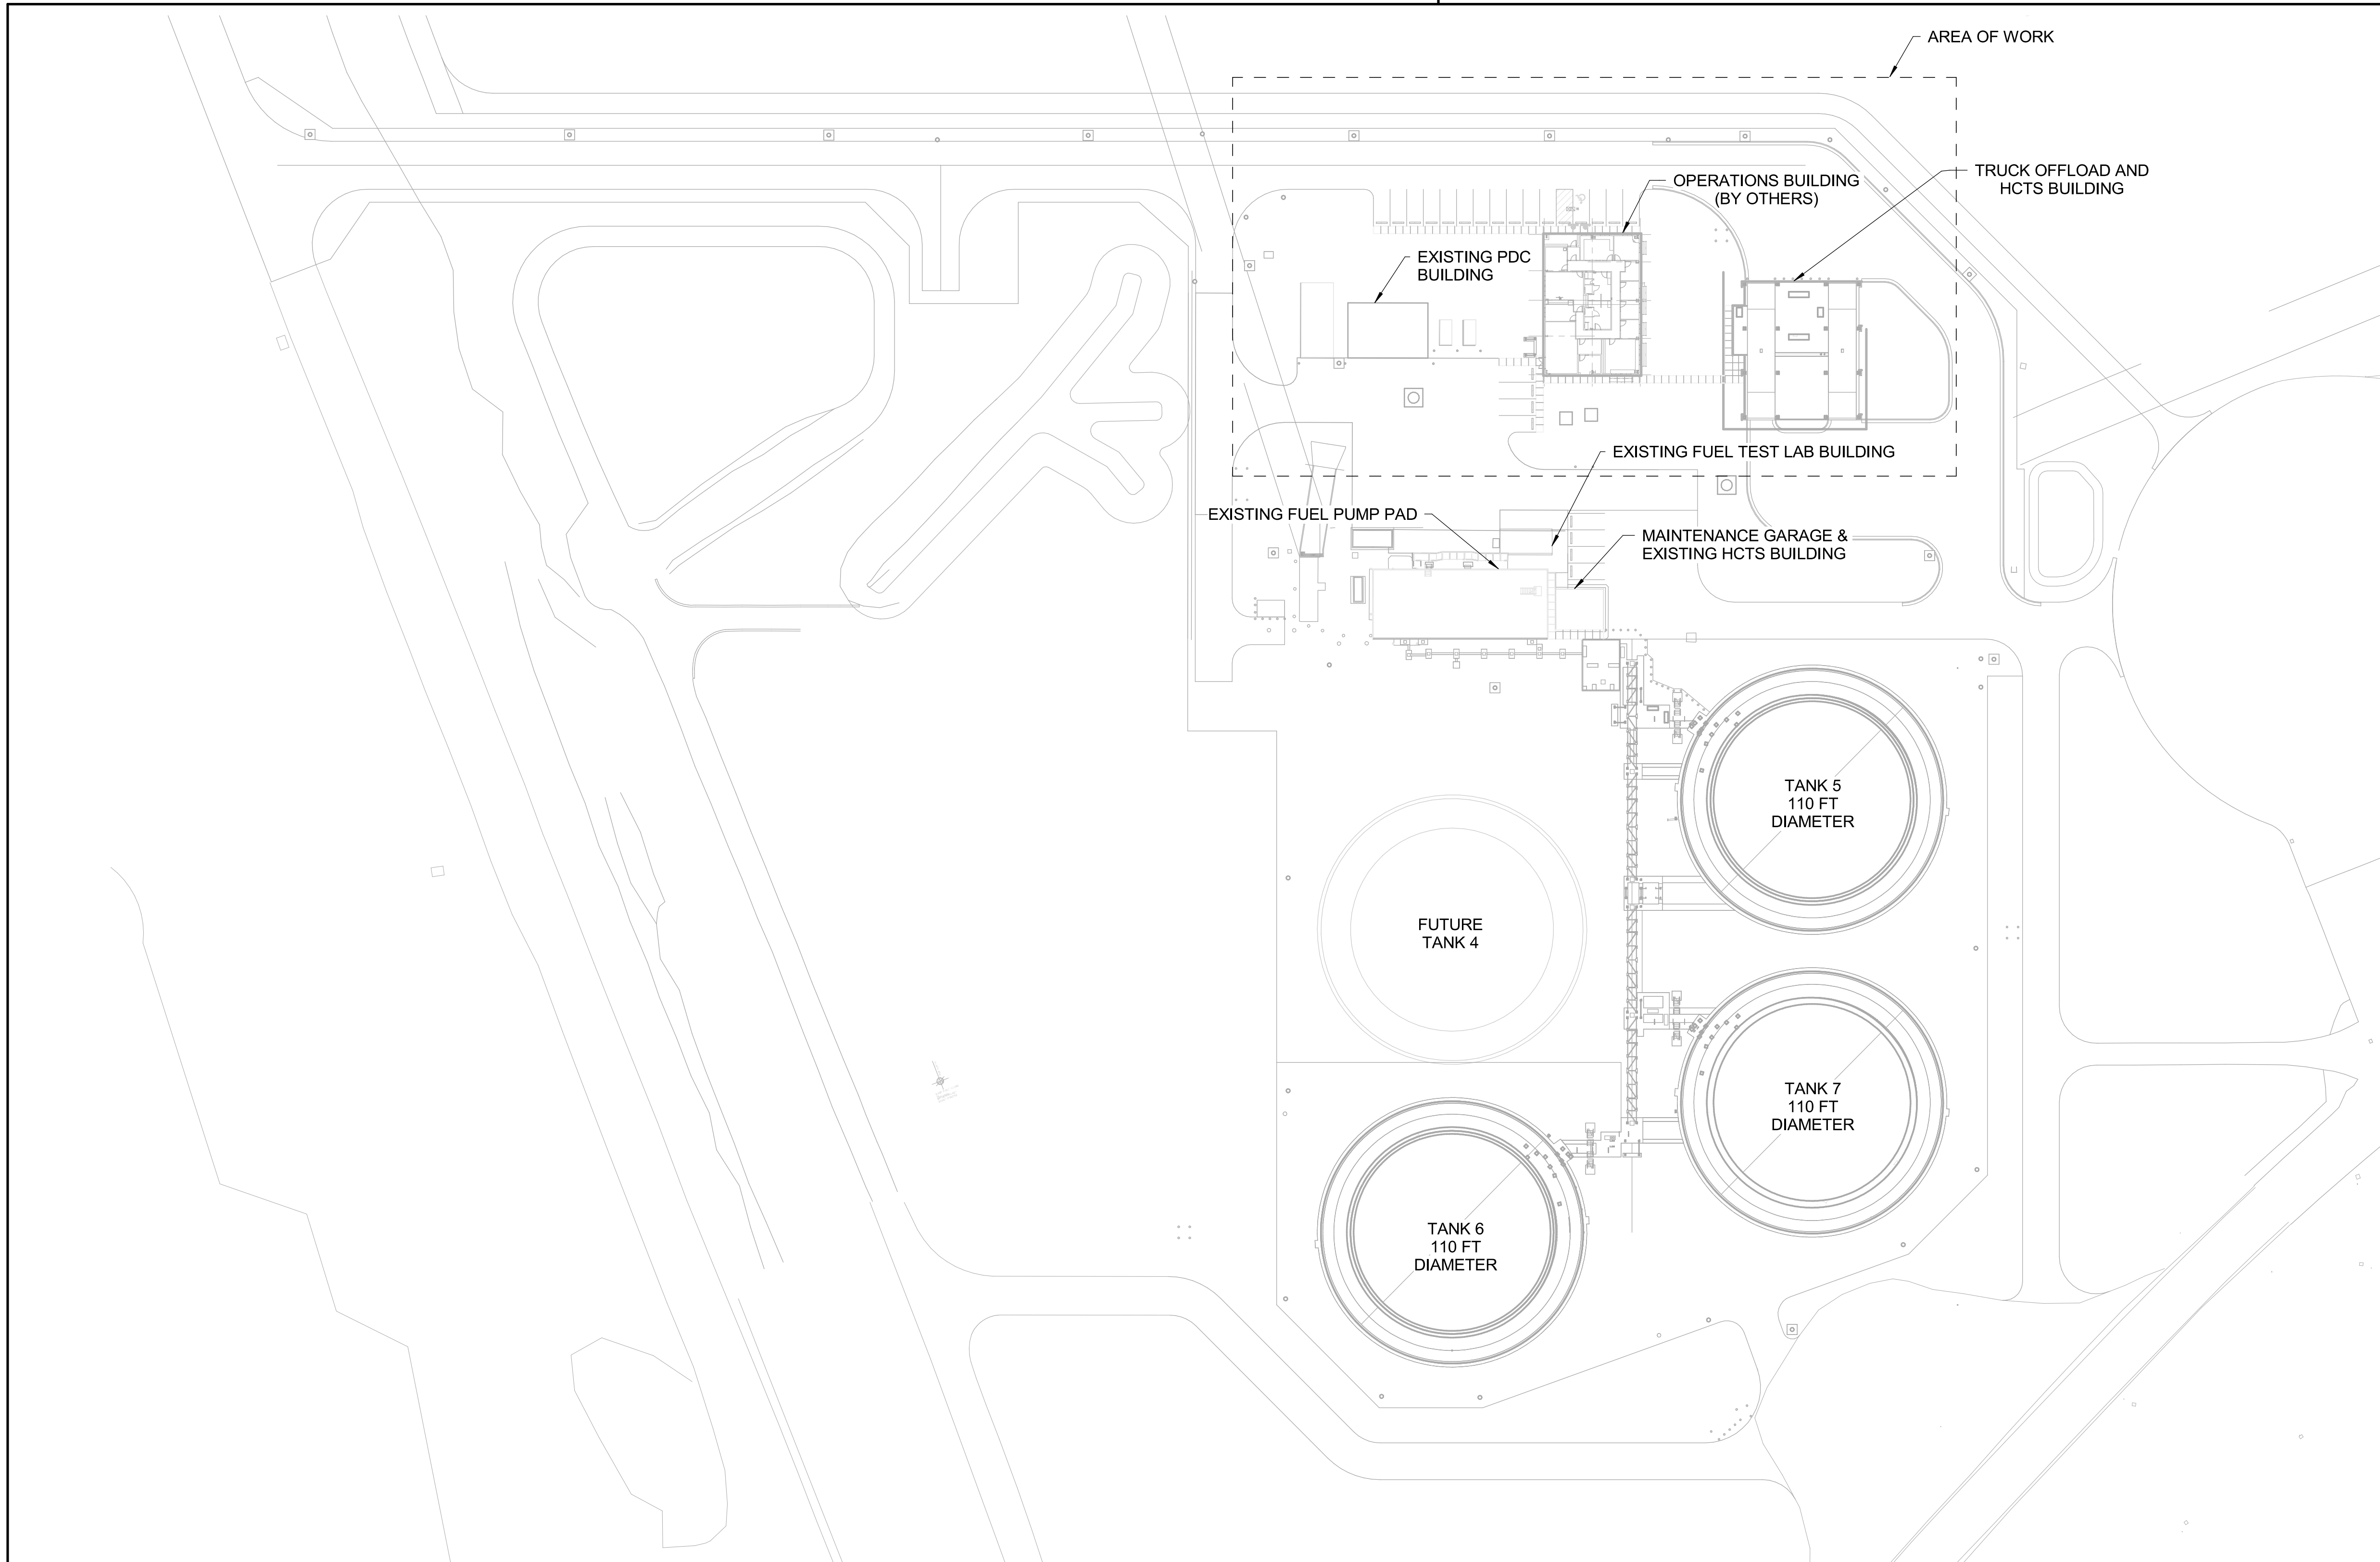 AREA OF WORK
TRUCK OFFLOAD AND
HCTS BUILDING
OPERATIONS BUILDING
(BY OTHERS)
EXISTING PDC
BUILDING
EXISTING FUEL TEST LAB BUILDING
EXISTING FUEL PUMP PAD
MAINTENANCE GARAGE &
EXISTING HCTS BUILDING
TANK 5
110 FT
DIAMETER
FUTURE
TANK 4
TANK 7
110 FT
DIAMETER
TANK 6
110 FT
DIAMETER